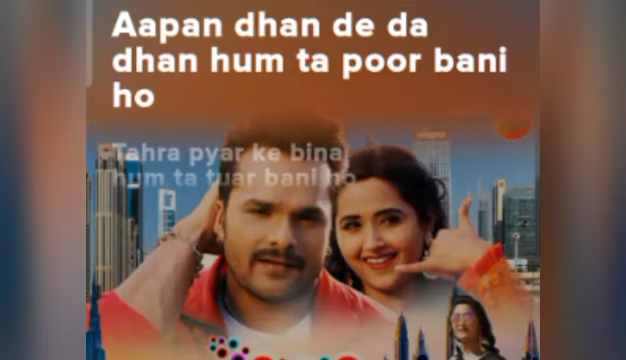 Aapan dhan de da
dhan hum ta poor bani
ho
Tahra pyar ke bina
hum ta tuar bani ho